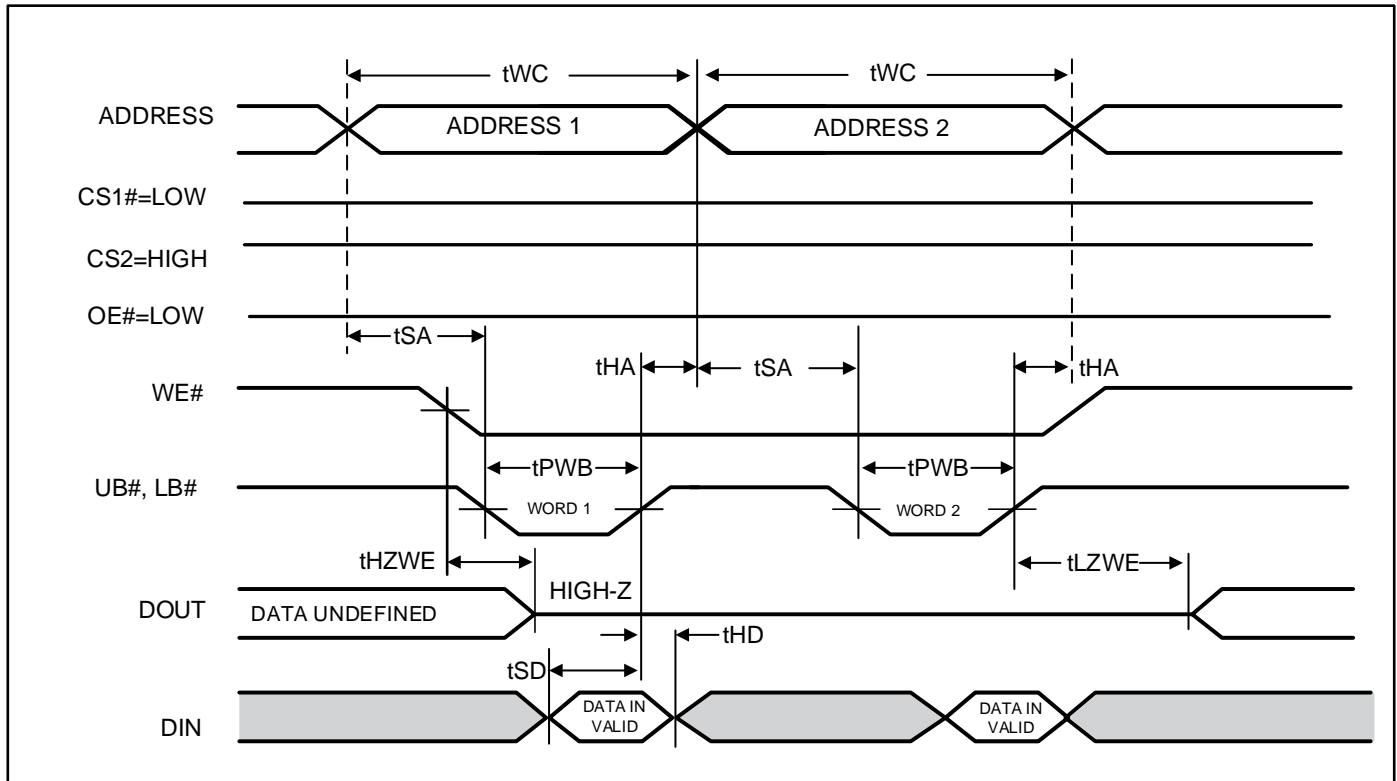 tWC tWC
ADDRESS ADDRESS 1 ADDRESS 2
CS1#=LOW
CS2=HIGH
OE#=LOW
tSA
tHA tSA tHA
WE#
tPWB tPWB
UB#, LB# WORD 1 WORD 2
tHZWE tLZWE
HIGH-Z
DOUT DATA UNDEFINED
tHD
tSD
DIN DATA IN VALID DATA IN VALID